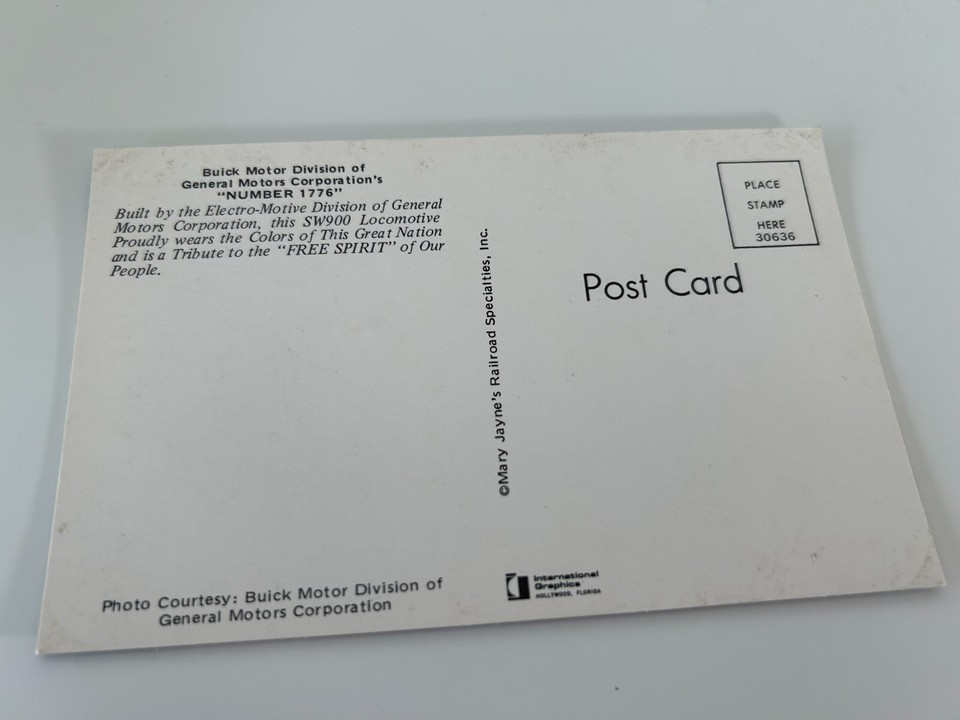 Buick Motor Division of
General Motors Corporation's
"NUMBER 1776"
Built by the Electro-Motive Division of General
Motors Corporation, this SW900 Locomotive
Proudly wears the Colors of This Great Nation
and is a Tribute to the "FREE SPIRIT" of Our
People.
Photo Courtesy: Buick Motor Division of
General Motors Corporation
©Mary Jayne's Railroad Specialties, Inc.
PLACE
STAMP
HERE
30636
Post Card
International
Graphics
HOLLYWOOD, FLORIDA